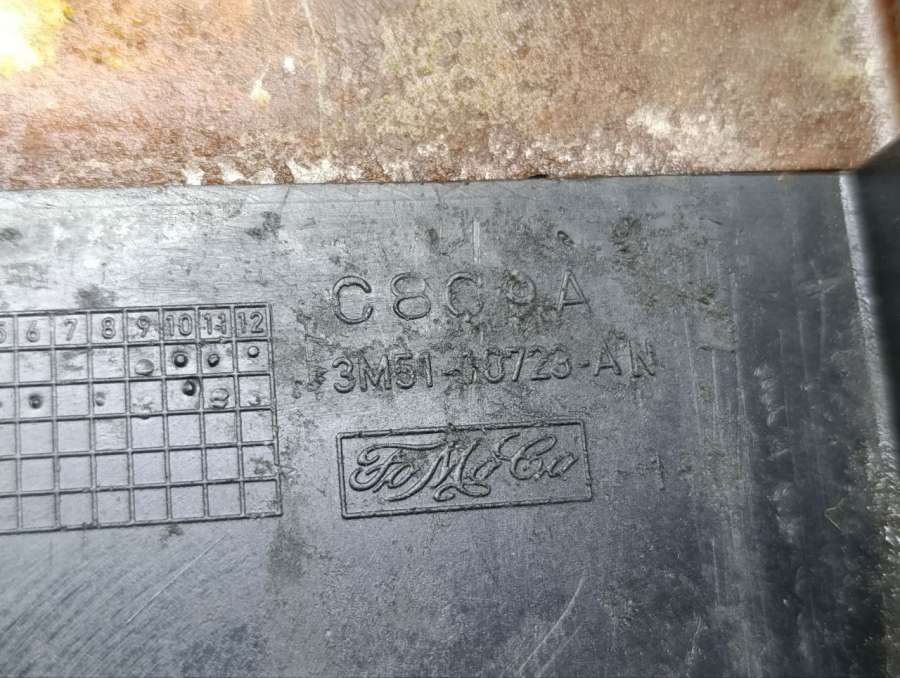 C8C9A
5 6 7 8 9 10 11 12
3M51-10723-AN
FoMoCo